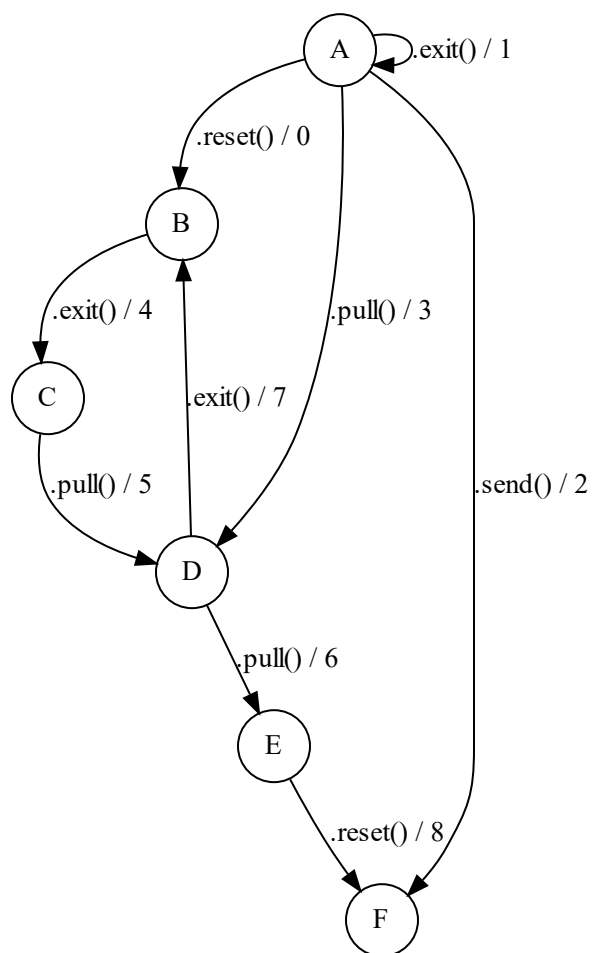 A
.exit() / 1
.reset() / 0
B
.exit() / 4
.pull() / 3
C
.exit() / 7
.pull() / 5
.send() / 2
D
.pull() / 6
E
.reset() / 8
F